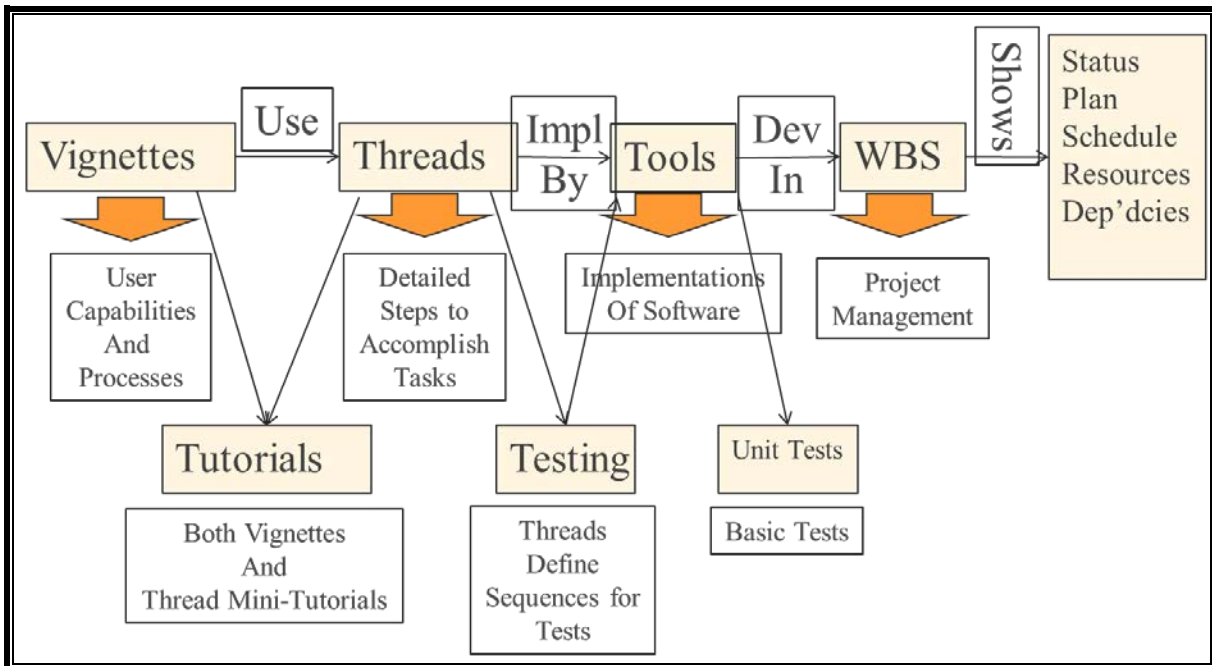 Vignettes
Use
Threads
Impl
By
Tools
Dev
In
WBS
Shows
Status
Plan
Schedule
Resources
Dep’dcies
User
Capabilities
And
Processes
Detailed
Steps to
Accomplish
Tasks
Implementations
Of Software
Project
Management
Tutorials
Testing
Unit Tests
Both Vignettes
And
Thread Mini-Tutorials
Threads
Define
Sequences for
Tests
Basic Tests